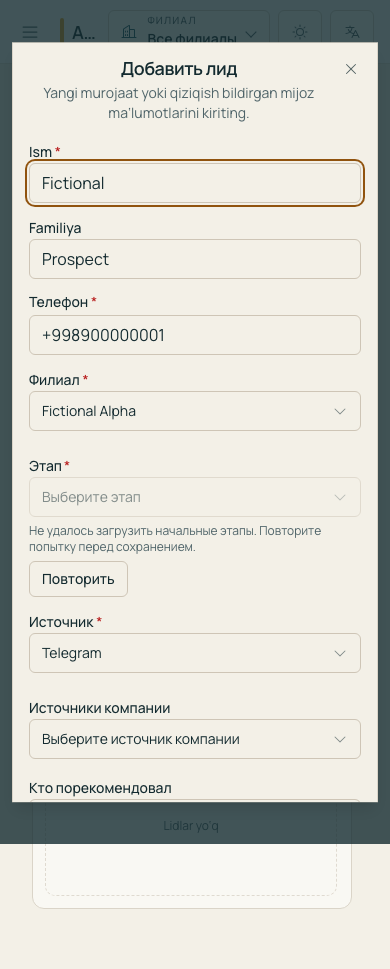 ФИЛИАЛ
A...
Все филиалы
Добавить лид
Yangi murojaat yoki qiziqish bildirgan mijoz
ma'lumotlarini kiriting.
Ism *
Fictional
Familiya
Prospect
Телефон *
+998900000001
Филиал *
Fictional Alpha
Этап *
Выберите этап
Не удалось загрузить начальные этапы. Повторите
попытку перед сохранением.
Повторить
Источник *
Telegram
Источники компании
Выберите источник компании
Кто порекомендовал
Lidlar yo'q